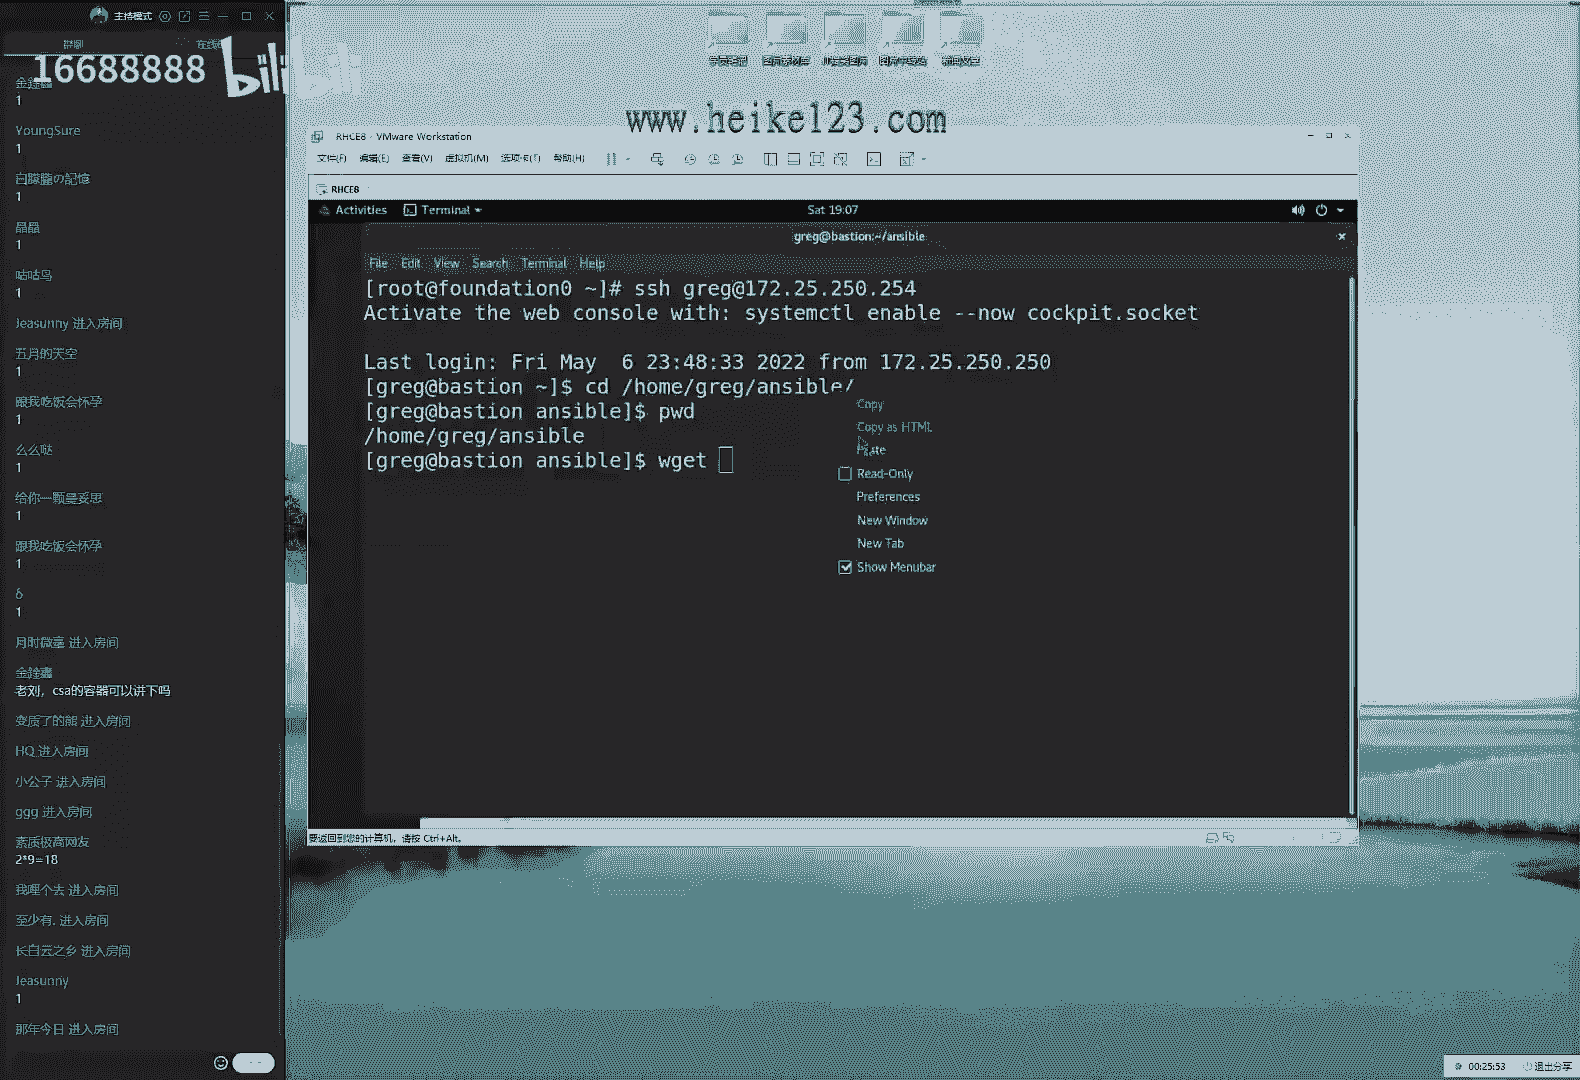 主持模式
群聊
在线
16688888
bilibili
金鑫鑫
1
YoungSure
1
白朦朧の記憶
1
晶晶
1
咕咕鸟
1
Jeasunny 进入房间
五月的天空
1
跟我吃饭会怀孕
1
么么哒
1
给你一颗曼妥思
1
跟我吃饭会怀孕
1
δ
1
月时微凉 进入房间
老刘，csa的容器可以讲下吗
变质了的熊 进入房间
HQ 进入房间
小公子 进入房间
ggg 进入房间
素质极高网友
2*9=18
我哩个去 进入房间
至少有. 进入房间
长白云之乡 进入房间
Jeasunny
1
那年今日 进入房间
www.heike123.com
RHCE8 - VMware Workstation
文件(F) 编辑(E) 查看(V) 虚拟机(M) 选项卡(T) 帮助(H)
RHCE8
Activities Terminal Sat 19:07
greg@bastion:~/ansible
File Edit View Search Terminal Help
[root@foundation0 ~]# ssh greg@172.25.250.254
Activate the web console with: systemctl enable --now cockpit.socket
Last login: Fri May  6 23:48:33 2022 from 172.25.250.250
[greg@bastion ~]$ cd /home/greg/ansible/
[greg@bastion ansible]$ pwd
/home/greg/ansible
[greg@bastion ansible]$ wget
Copy
Copy as HTML
Paste
Read-Only
Preferences
New Window
New Tab
Show Menubar
要返回到您的计算机，请按 Ctrl+Alt。
00:25:53 退出分享